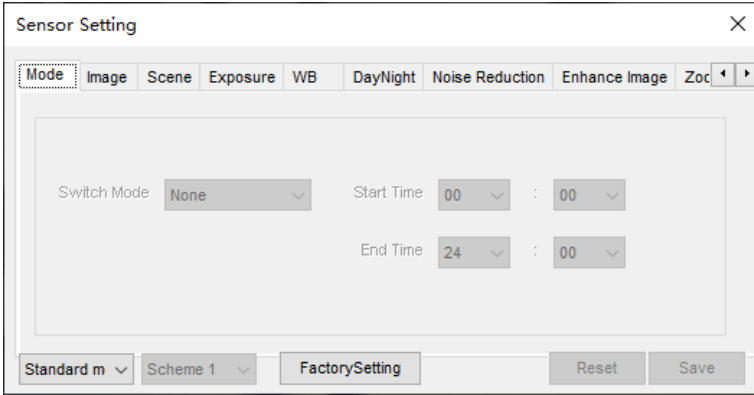 Sensor Setting
Mode Image Scene Exposure WB DayNight Noise Reduction Enhance Image Zoo
Switch Mode None Start Time 00 : 00
End Time 24 : 00
Standard m Scheme 1 FactorySetting Reset Save